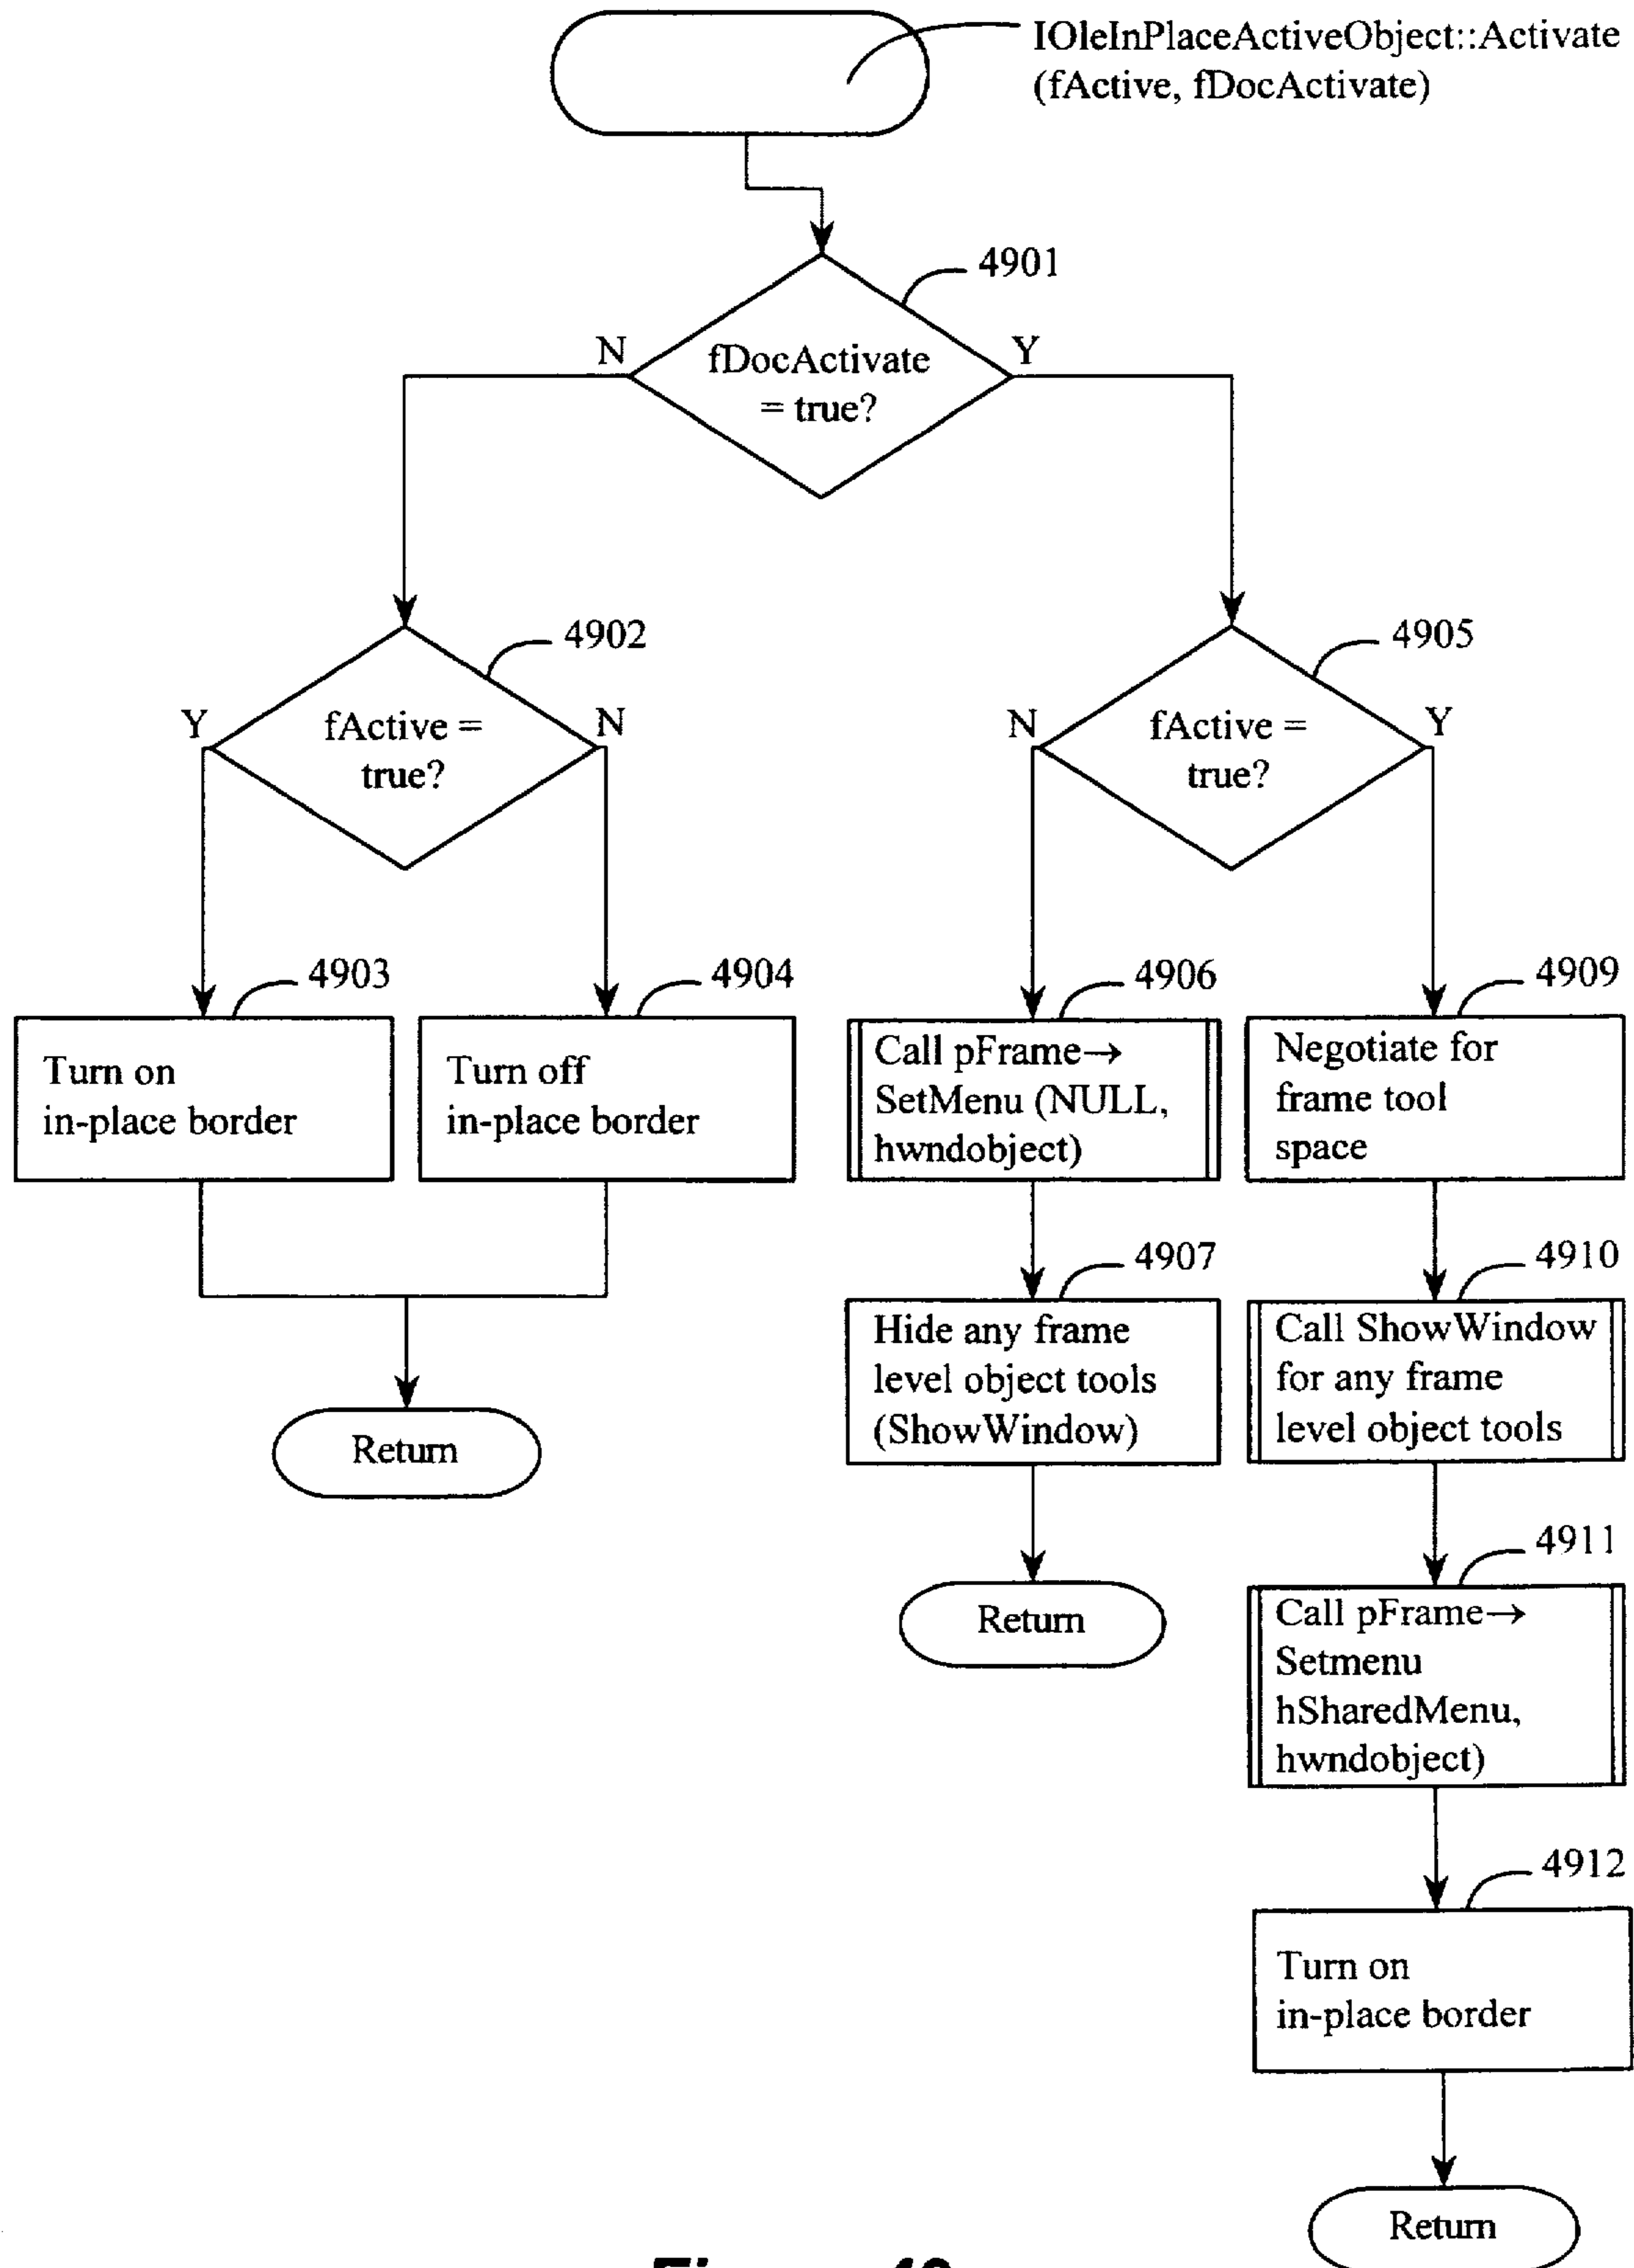 IOleInPlaceActiveObject::Activate
(fActive, fDocActivate)
4901
N
fDocActivate
= true?
Y
4902
Y
fActive =
true?
N
4905
N
fActive =
true?
Y
4903
Turn on
in-place border
4904
Turn off
in-place border
4906
Call pFrame→
SetMenu (NULL,
hwndobject)
4909
Negotiate for
frame tool
space
4907
Hide any frame
level object tools
(ShowWindow)
4910
Call ShowWindow
for any frame
level object tools
Return
4911
Call pFrame→
Setmenu
hSharedMenu,
hwndobject)
Return
4912
Turn on
in-place border
Return